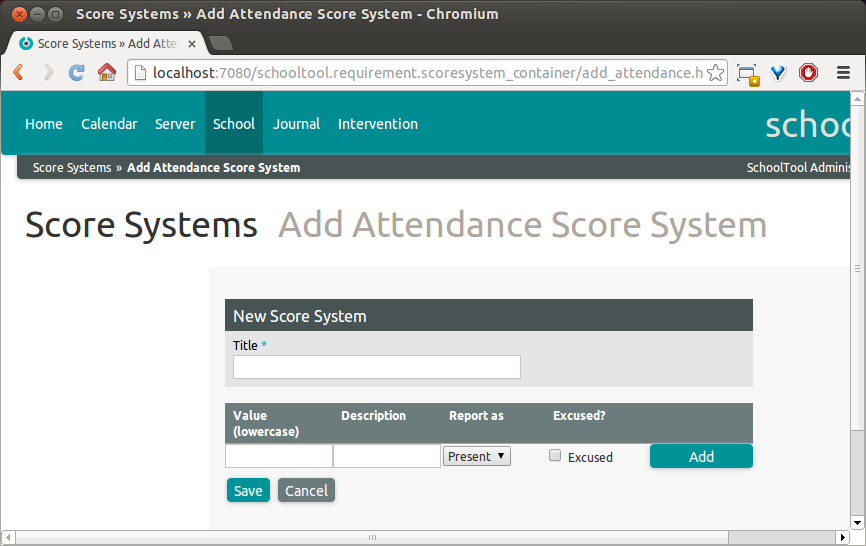 Score Systems » Add Attendance Score System - Chromium
Score Systems » Add Atte
localhost:7080/schooltool.requirement.scoresystem_container/add_attendance.h
Home Calendar Server School Journal Intervention
schoo
Score Systems » Add Attendance Score System
SchoolTool Adminis
Score Systems Add Attendance Score System
New Score System
Title *
Value Description Report as Excused?
(lowercase)
Present Excused Add
Save Cancel